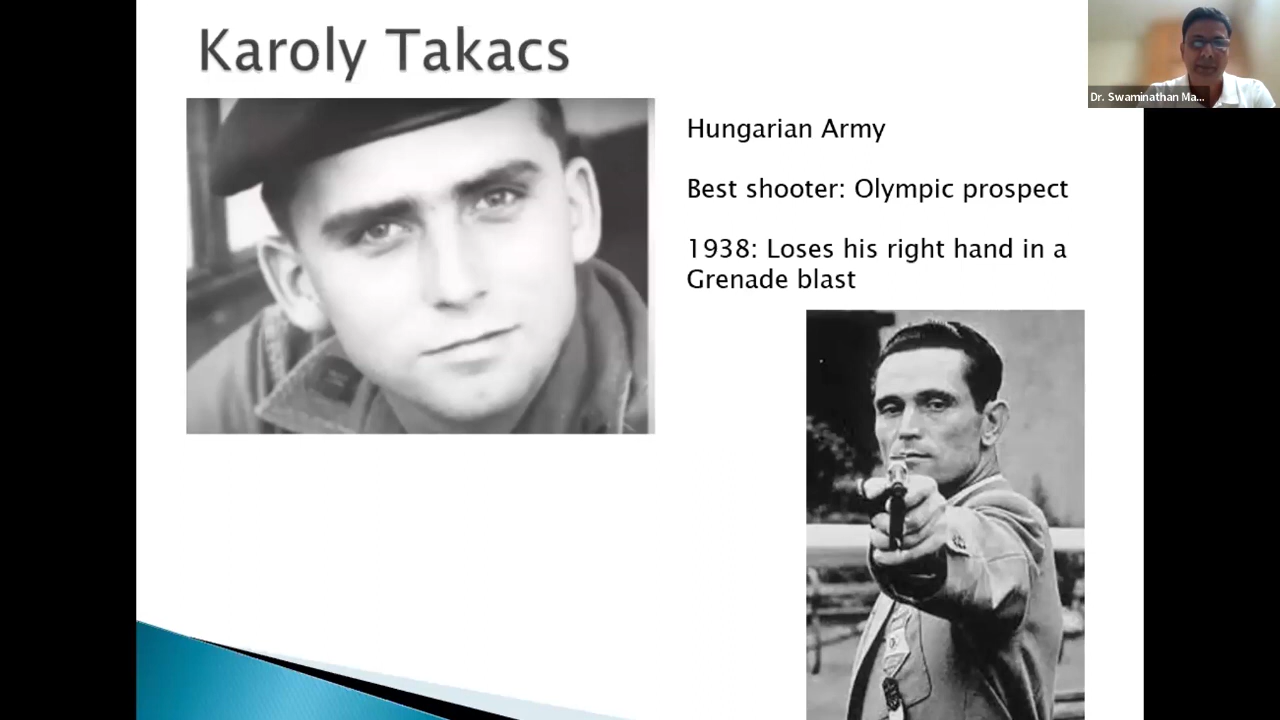 Karoly Takacs
Dr. Swaminathan Ma...
Hungarian Army
Best shooter: Olympic prospect
1938: Loses his right hand in a
Grenade blast